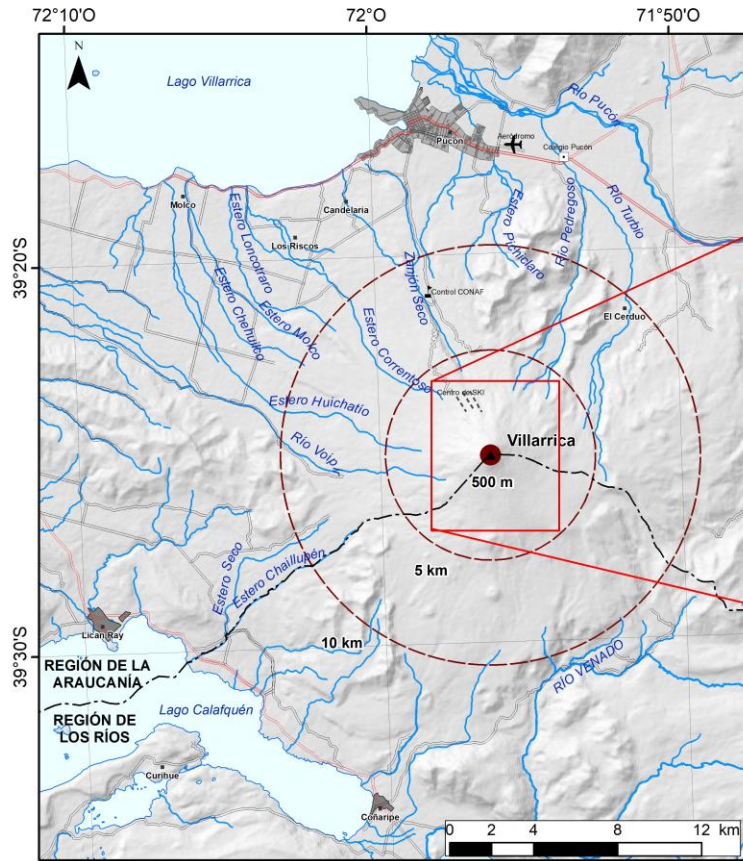 72°10'O
72°O
71°50'O
N
Lago Villarrica
Río Pucón
Aeródromo
Pucón
Colegio Pucón
Molco
Candelaria
Los Riscos
Estero Loncotraro
Estero Pichiclaro
Río Pedregoso
Río Turbio
39°20'S
Zanjon Seco
Control CONAF
El Cerduo
Estero Chehuilco
Estero Molco
Estero Correntoso
Centro de SKI
Estero Huichatio
Río Voipir
Villarrica
500 m
5 km
Estero Seco
Estero Chaillupén
Lican Ray
10 km
39°30'S
REGIÓN DE LA
ARAUCANÍA
RÍO VENADO
REGIÓN DE
LOS RÍOS
Lago Calafquén
Curihue
Coñaripe
0 2 4 8 12 km